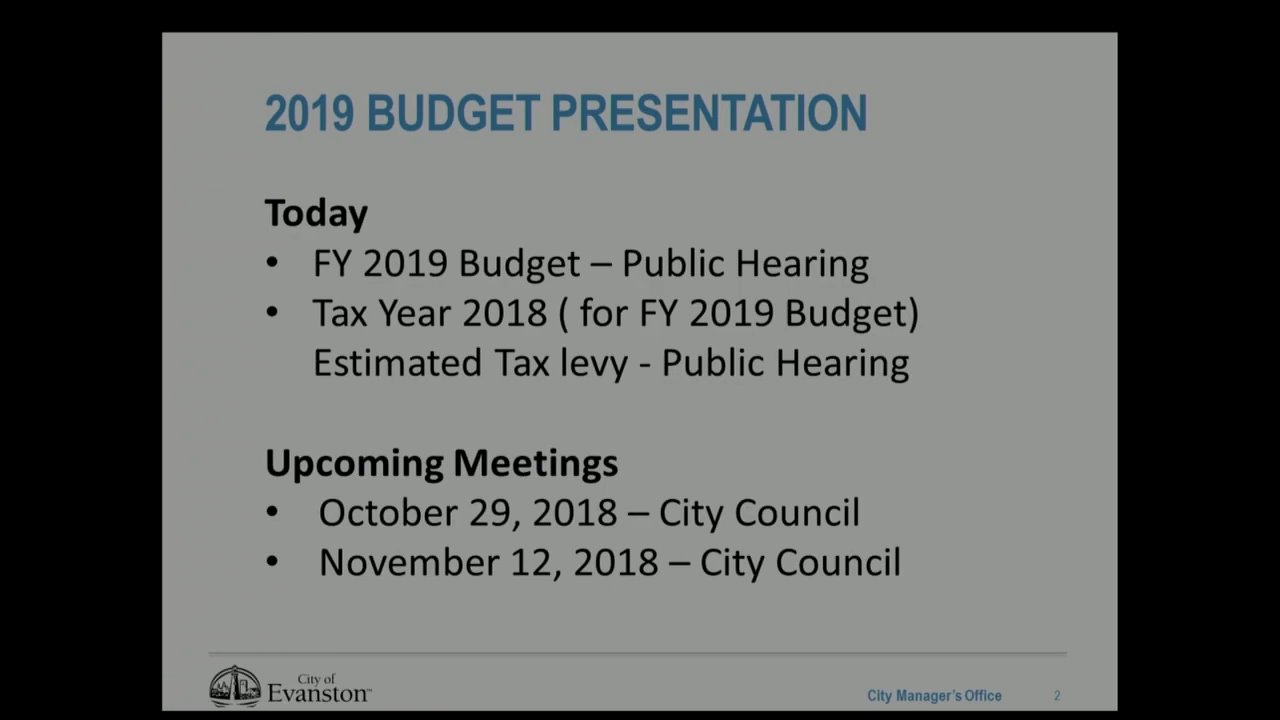 2019 BUDGET PRESENTATION
Today
• FY 2019 Budget – Public Hearing
• Tax Year 2018 ( for FY 2019 Budget)
Estimated Tax levy - Public Hearing
Upcoming Meetings
• October 29, 2018 – City Council
• November 12, 2018 – City Council
City of
Evanston™
City Manager's Office 2